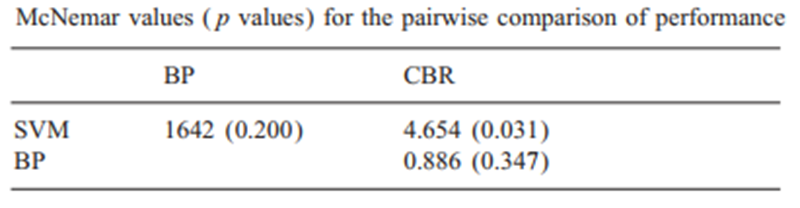 McNemar values (p values) for the pairwise comparison of performance
BP CBR
SVM 1642 (0.200) 4.654 (0.031)
BP 0.886 (0.347)